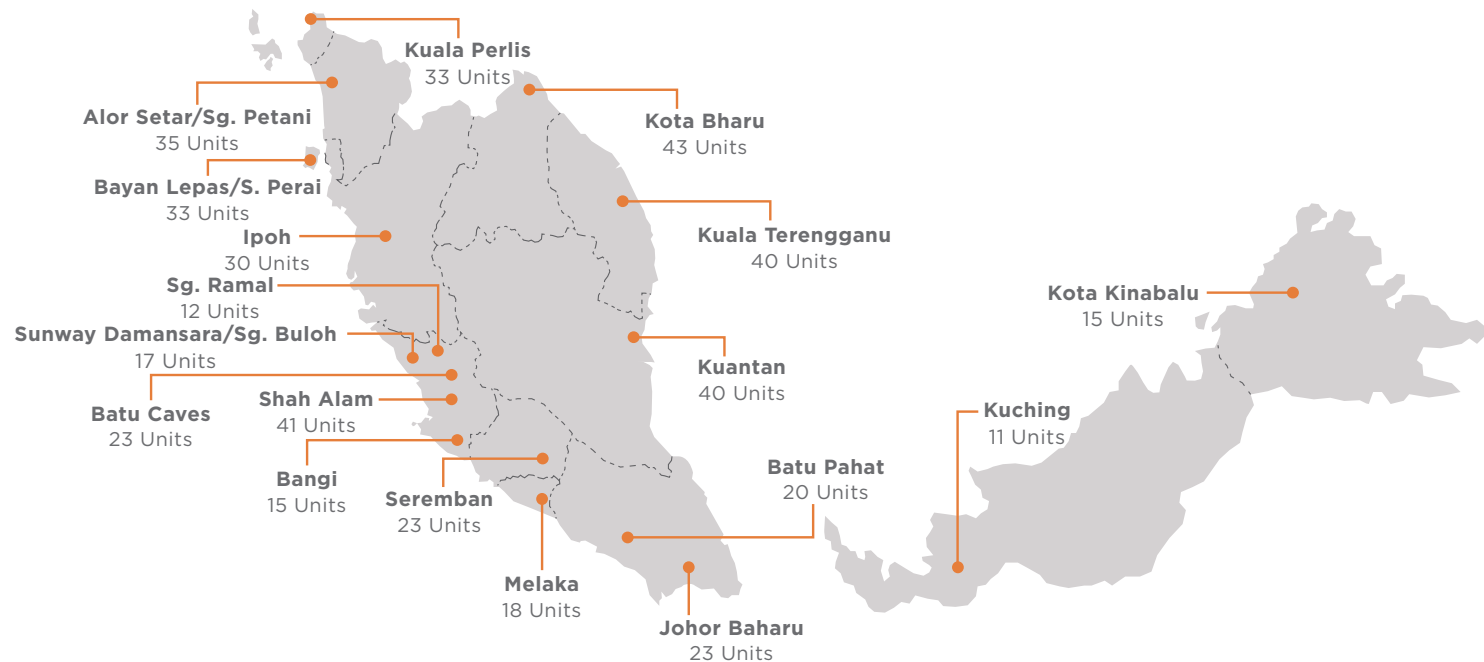 Kuala Perlis
33 Units
Alor Setar/Sg. Petani
35 Units
Kota Bharu
43 Units
Bayan Lepas/S. Perai
33 Units
Ipoh
30 Units
Kuala Terengganu
40 Units
Sg. Ramal
12 Units
Kota Kinabalu
15 Units
Sunway Damansara/Sg. Buloh
17 Units
Kuantan
40 Units
Shah Alam
41 Units
Batu Caves
23 Units
Kuching
11 Units
Bangi
15 Units
Batu Pahat
20 Units
Seremban
23 Units
Melaka
18 Units
Johor Baharu
23 Units